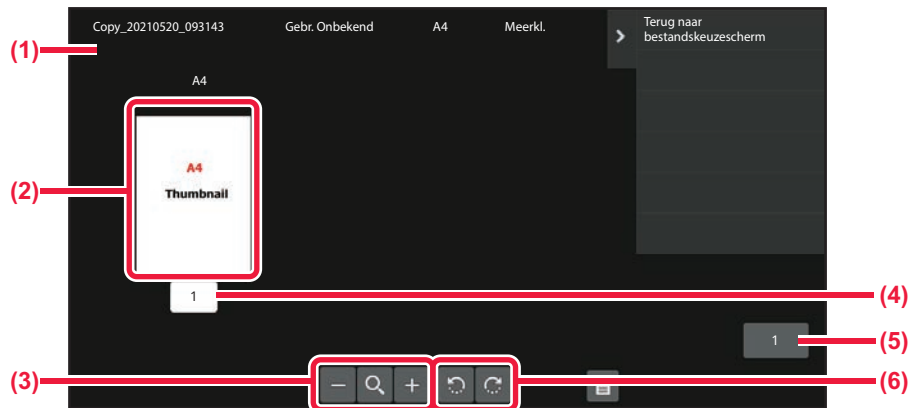 Copy_20210520_093143 Gebr. Onbekend A4 Meerkl.
Terug naar
bestandskeuzescherm
(1)
A4
(2)
A4
Thumbnail
1
(4)
1
(5)
(3)
(6)